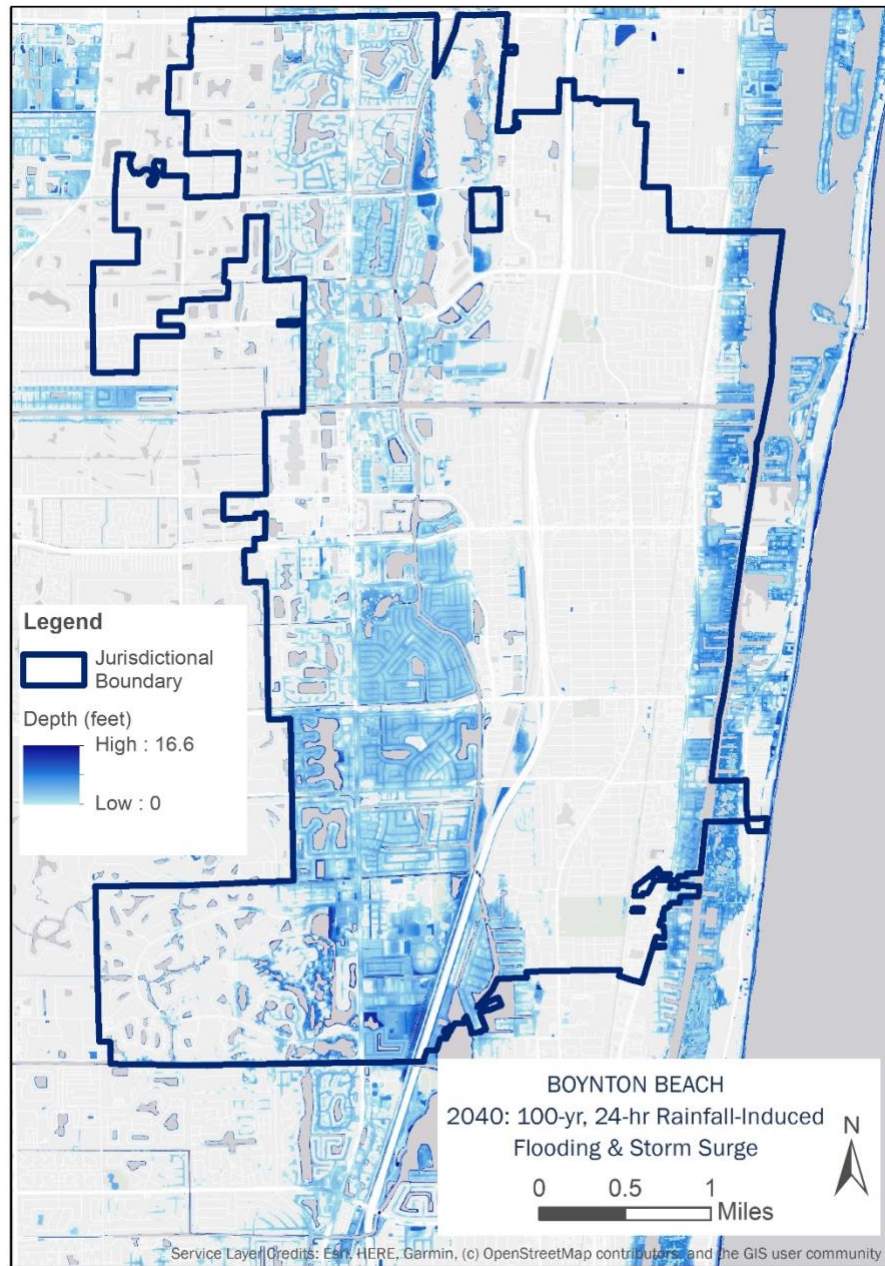 Legend
Jurisdictional
Boundary
Depth (feet)
High : 16.6
Low : 0
BOYNTON BEACH
2040: 100-yr, 24-hr Rainfall-Induced
Flooding & Storm Surge
N
0 0.5 1
Miles
Service Layer Credits: Esri, HERE, Garmin, (c) OpenStreetMap contributors, and the GIS user community